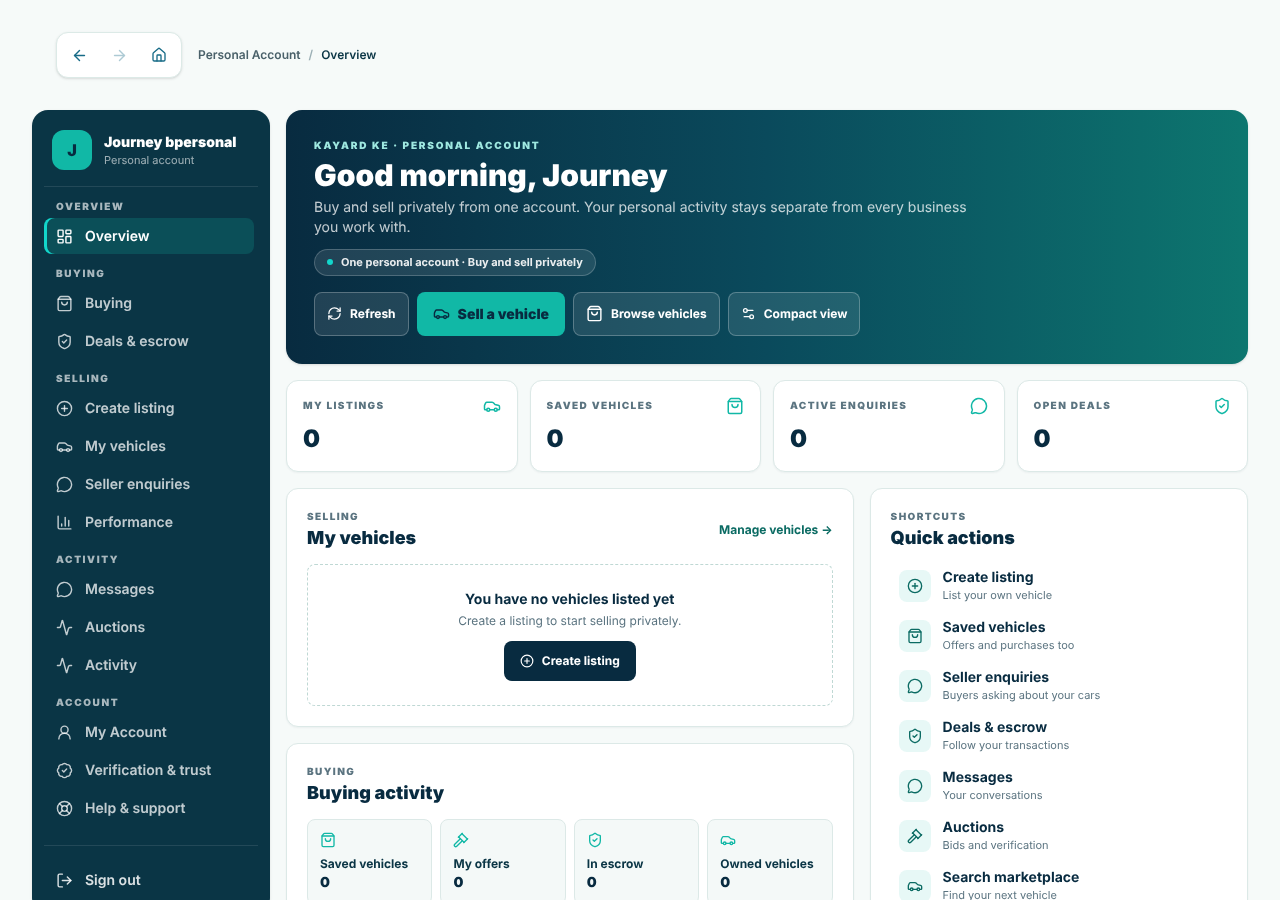 Personal Account / Overview
J
Journey bpersonal
Personal account
OVERVIEW
Overview
BUYING
Buying
Deals & escrow
SELLING
Create listing
My vehicles
Seller enquiries
Performance
ACTIVITY
Messages
Auctions
Activity
ACCOUNT
My Account
Verification & trust
Help & support
Sign out
KAYARD KE · PERSONAL ACCOUNT
Good morning, Journey
Buy and sell privately from one account. Your personal activity stays separate from every business
you work with.
One personal account · Buy and sell privately
Refresh
Sell a vehicle
Browse vehicles
Compact view
MY LISTINGS
0
SAVED VEHICLES
0
ACTIVE ENQUIRIES
0
OPEN DEALS
0
SELLING
My vehicles
Manage vehicles →
You have no vehicles listed yet
Create a listing to start selling privately.
Create listing
BUYING
Buying activity
Saved vehicles
0
My offers
0
In escrow
0
Owned vehicles
0
SHORTCUTS
Quick actions
Create listing
List your own vehicle
Saved vehicles
Offers and purchases too
Seller enquiries
Buyers asking about your cars
Deals & escrow
Follow your transactions
Messages
Your conversations
Auctions
Bids and verification
Search marketplace
Find your next vehicle